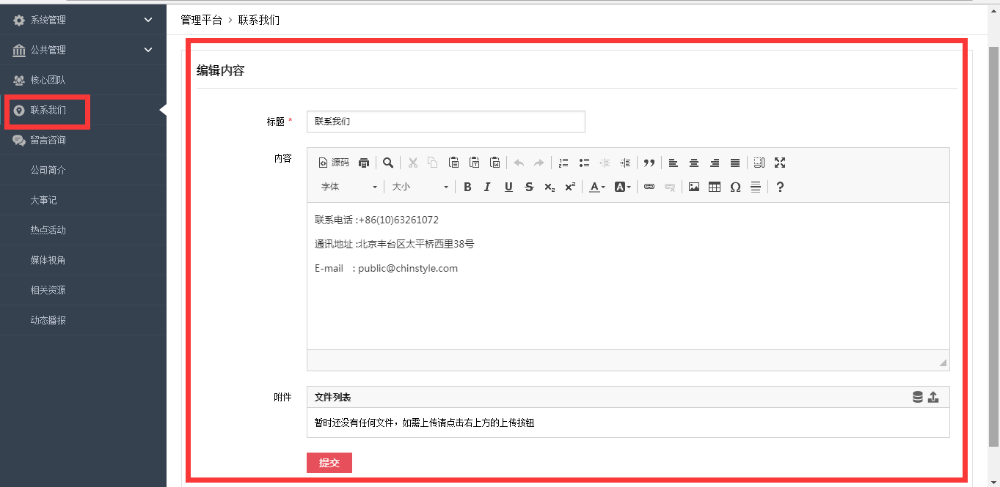 系统管理
公共管理
核心团队
联系我们
留言咨询
公司简介
大事记
热点活动
媒体视角
相关资源
动态播报
管理平台 › 联系我们
编辑内容
标题 *
联系我们
内容
源码
字体 大小 B I U S x₂ x² A A Ω ?
联系电话 :+86(10)63261072
通讯地址 :北京丰台区太平桥西里38号
E-mail : public@chinstyle.com
附件
文件列表
暂时还没有任何文件，如需上传请点击右上方的上传按钮
提交